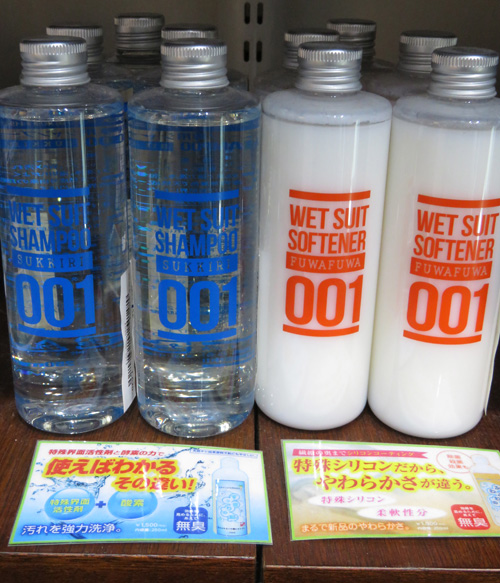 WET SUIT
SHAMPOO
SUKKIRI
001
WET SUIT
SHAMPOO
SUKKIRI
001
WET SUIT
SOFTENER
FUWAFUWA
001
WET SUIT
SOFTENER
FUWAFUWA
001
特殊界面活性剤と酵素の力で
使えばわかる
その違い!
特殊界面
活性剤
+
酸素
無臭
汚れを強力洗浄。
特殊シリコンだから、
やわらかさが違う。
特殊シリコン
+
柔軟性分
無臭
まるで新品のやわらかさ。